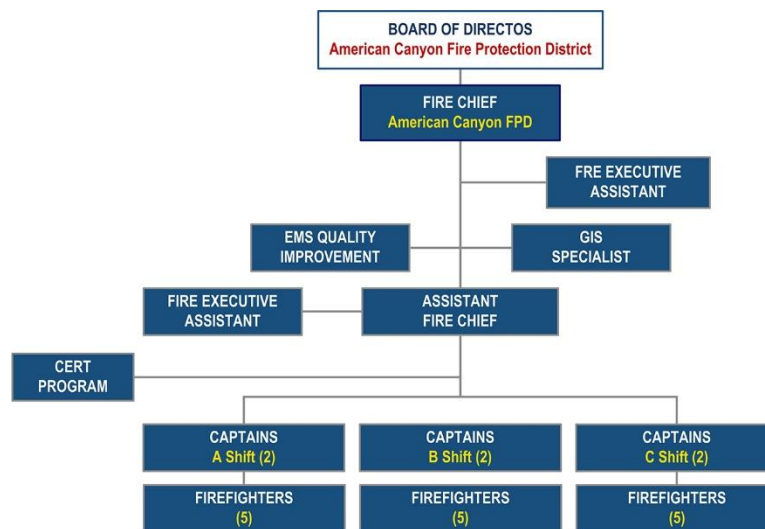 BOARD OF DIRECTOS
American Canyon Fire Protection District
FIRE CHIEF
American Canyon FPD
FRE EXECUTIVE
ASSISTANT
EMS QUALITY
IMPROVEMENT
GIS
SPECIALIST
FIRE EXECUTIVE
ASSISTANT
ASSISTANT
FIRE CHIEF
CERT
PROGRAM
CAPTAINS
A Shift (2)
CAPTAINS
B Shift (2)
CAPTAINS
C Shift (2)
FIREFIGHTERS
(5)
FIREFIGHTERS
(5)
FIREFIGHTERS
(5)